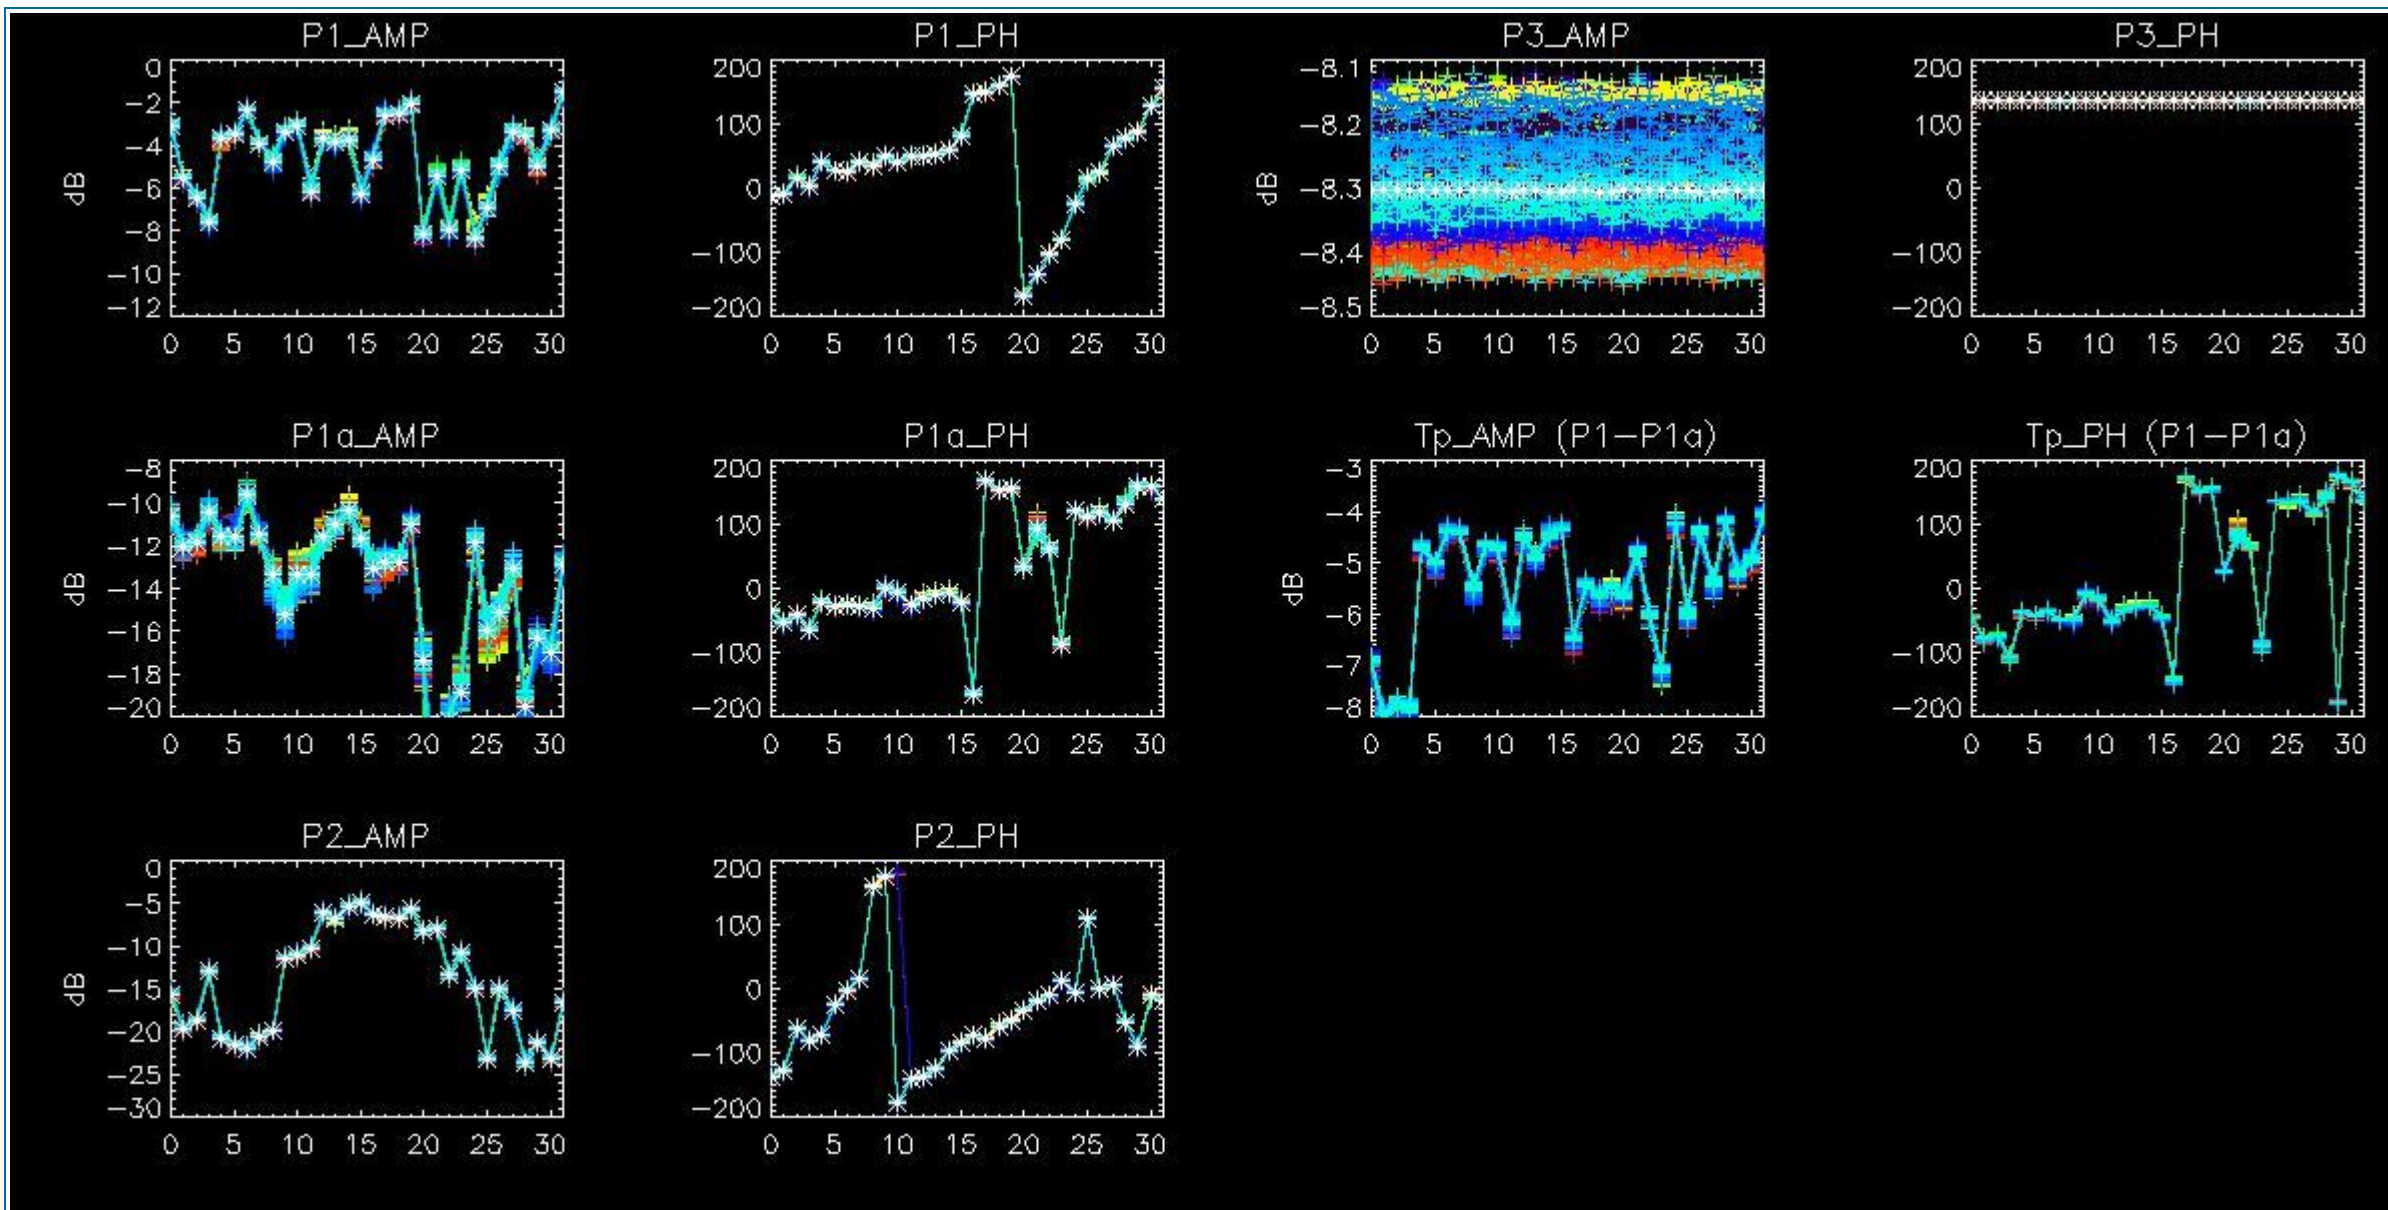 P1_AMP P1_PH P3_AMP P3_PH
0 200 -8.1 200
-2
-4 100 -8.2 100
dB -6 0 dB -8.3 0
-8
-10 -100 -8.4 -100
-12 -200 -8.5 -200
0 5 10 15 20 25 30 0 5 10 15 20 25 30 0 5 10 15 20 25 30 0 5 10 15 20 25 30
P1a_AMP P1a_PH Tp_AMP (P1-P1a) Tp_PH (P1-P1a)
-8 200 -3 200
-10 100 -4 100
-12
dB -14 0 dB -5 0
-16 -6
-18 -100 -7 -100
-20 -200 -8 -200
0 5 10 15 20 25 30 0 5 10 15 20 25 30 0 5 10 15 20 25 30 0 5 10 15 20 25 30
P2_AMP P2_PH
0 200
-5 100
-10
dB -15 0
-20 -100
-25
-30 -200
0 5 10 15 20 25 30 0 5 10 15 20 25 30